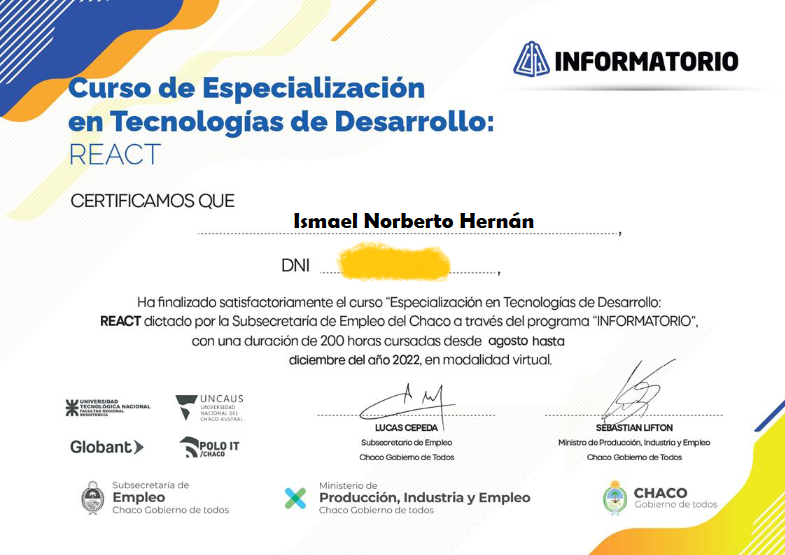 INFORMATORIO
Curso de Especialización
en Tecnologías de Desarrollo:
REACT
CERTIFICAMOS QUE
Ismael Norberto Hernán,
DNI ,
Ha finalizado satisfactoriamente el curso “Especialización en Tecnologías de Desarrollo:
REACT dictado por la Subsecretaría de Empleo del Chaco a través del programa “INFORMATORIO”,
con una duración de 200 horas cursadas desde agosto hasta
diciembre del año 2022, en modalidad virtual.
UNIVERSIDAD
TECNOLÓGICA NACIONAL
FACULTAD REGIONAL
RESISTENCIA
UNCAUS
UNIVERSIDAD
NACIONAL DEL
CHACO AUSTRAL
Globant
POLO IT
/CHACO
LUCAS CEPEDA
Subsecretario de Empleo
Chaco Gobierno de Todos
SEBASTIAN LIFTON
Ministro de Producción, Industria y Empleo
Chaco Gobierno de Todos
Subsecretaría de
Empleo
Chaco Gobierno de todos
Ministerio de
Producción, Industria y Empleo
Chaco Gobierno de todos
CHACO
Gobierno de todos